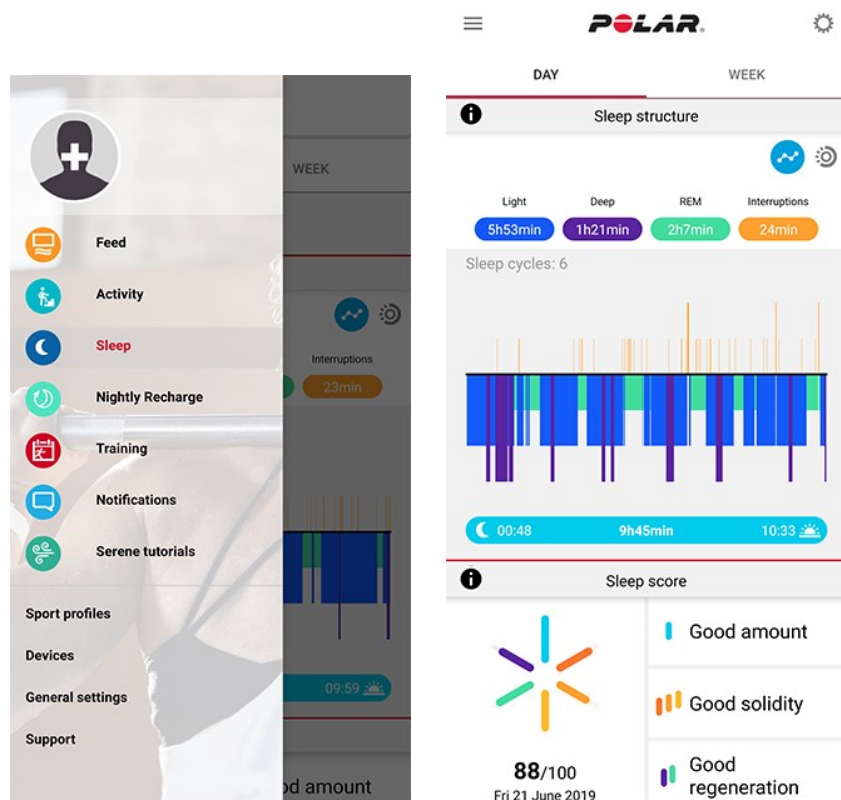 WEEK
Feed
Activity
Sleep
Nightly Recharge
Training
Notifications
Serene tutorials
Interruptions
23min
Sport profiles
Devices
General settings
Support
09:59
od amount
POLAR.
DAY
WEEK
Sleep structure
Light
Deep
REM
Interruptions
5h53min
1h21min
2h7min
24min
Sleep cycles: 6
00:48
9h45min
10:33
Sleep score
Good amount
Good solidity
Good
regeneration
88/100
Fri 21 June 2019